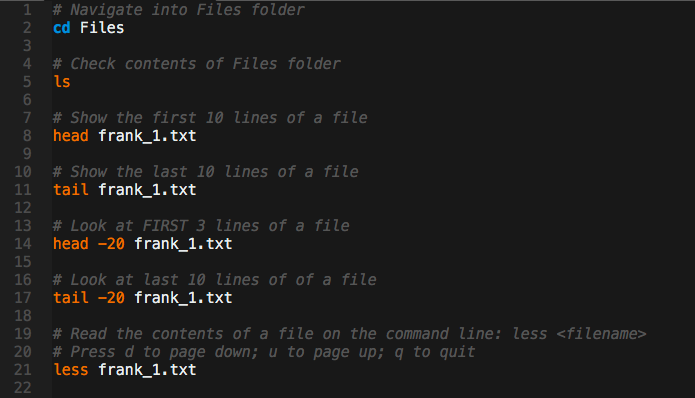 1 # Navigate into Files folder
2 cd Files
3
4 # Check contents of Files folder
5 ls
6
7 # Show the first 10 lines of a file
8 head frank_1.txt
9
10 # Show the last 10 lines of a file
11 tail frank_1.txt
12
13 # Look at FIRST 3 lines of a file
14 head -20 frank_1.txt
15
16 # Look at last 10 lines of of a file
17 tail -20 frank_1.txt
18
19 # Read the contents of a file on the command line: less <filename>
20 # Press d to page down; u to page up; q to quit
21 less frank_1.txt
22